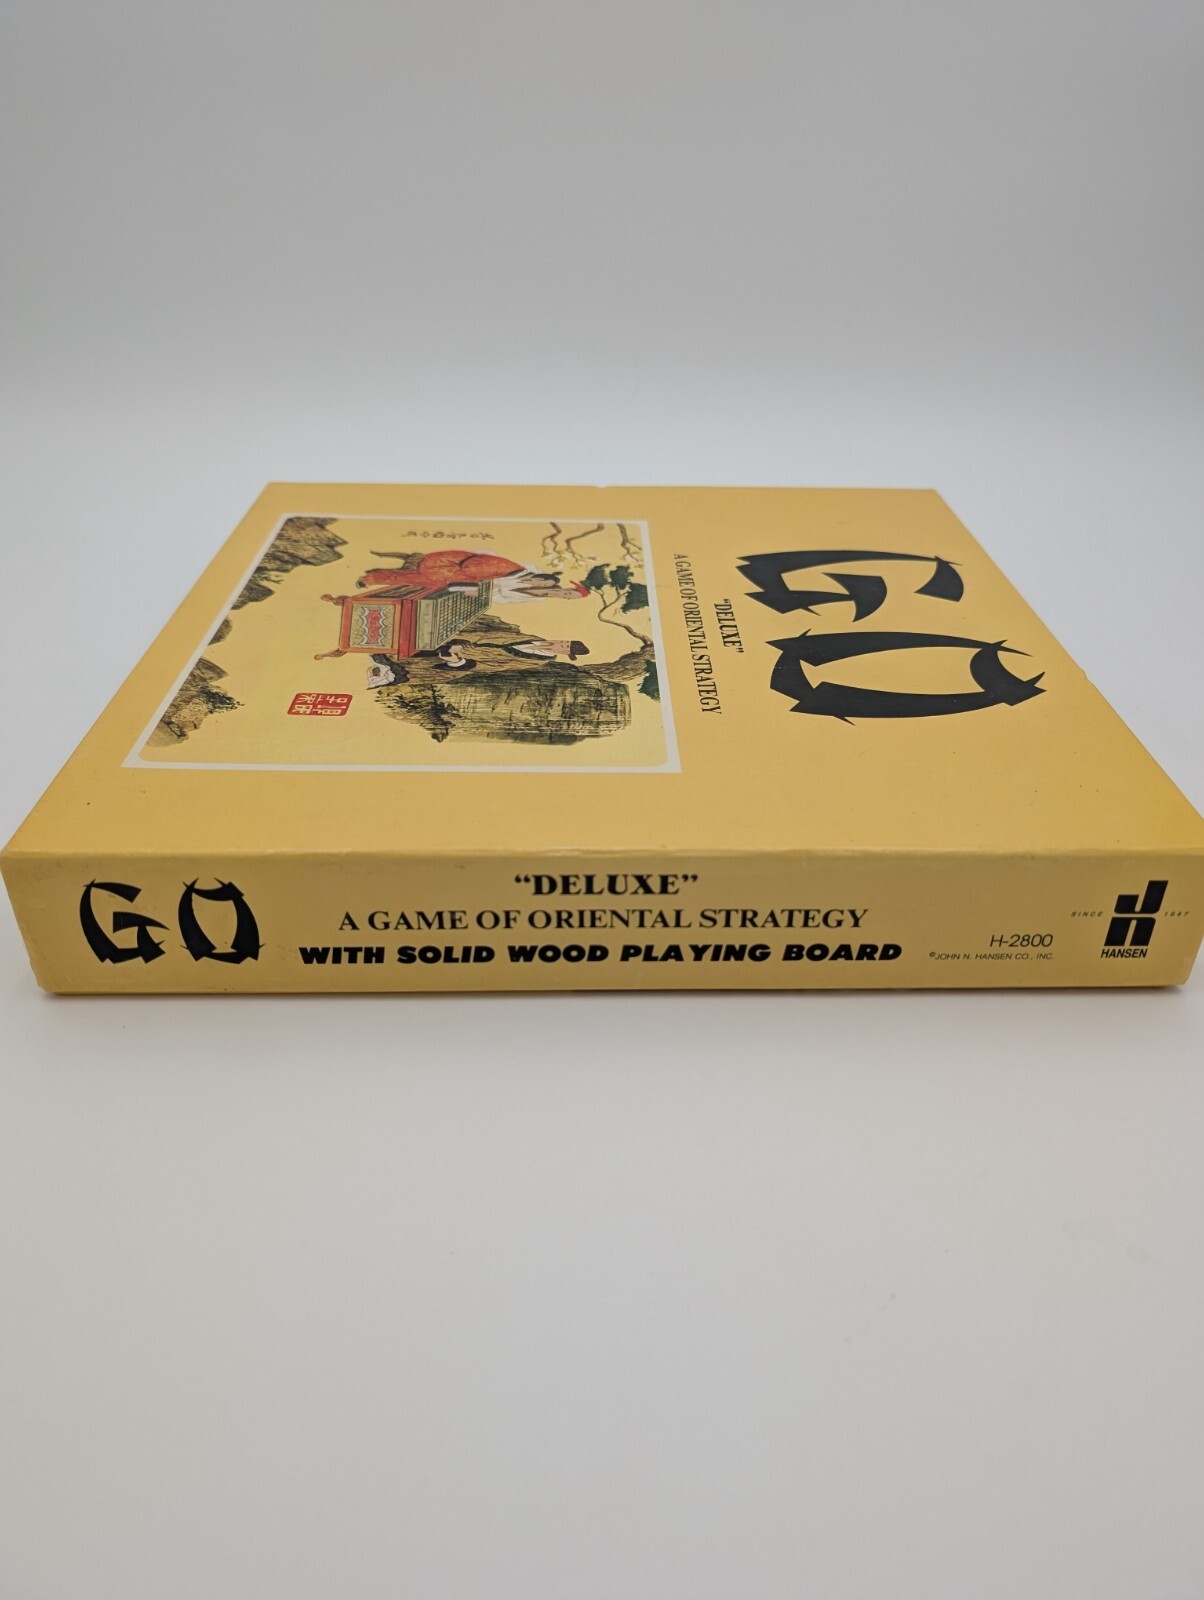 GO
"DELUXE"
A GAME OF ORIENTAL STRATEGY
GO
"DELUXE"
A GAME OF ORIENTAL STRATEGY
WITH SOLID WOOD PLAYING BOARD
H-2800
©JOHN N. HANSEN CO., INC.
SINCE 1947
HANSEN